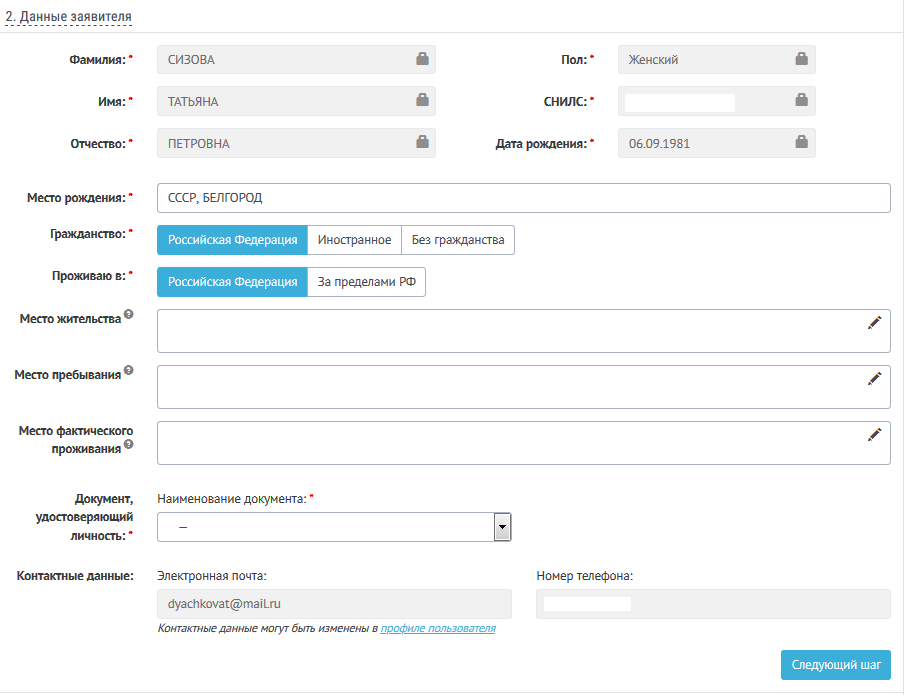 2. Данные заявителя
Фамилия: * СИЗОВА Пол: * Женский
Имя: * ТАТЬЯНА СНИЛС: *
Отчество: * ПЕТРОВНА Дата рождения: * 06.09.1981
Место рождения: * СССР, БЕЛГОРОД
Гражданство: * Российская Федерация Иностранное Без гражданства
Проживаю в: * Российская Федерация За пределами РФ
Место жительства ?
Место пребывания ?
Место фактического
проживания ?
Документ,
удостоверяющий
личность: *
Наименование документа: *
—
Контактные данные: Электронная почта: Номер телефона:
dyachkovat@mail.ru
Контактные данные могут быть изменены в профиле пользователя
Следующий шаг